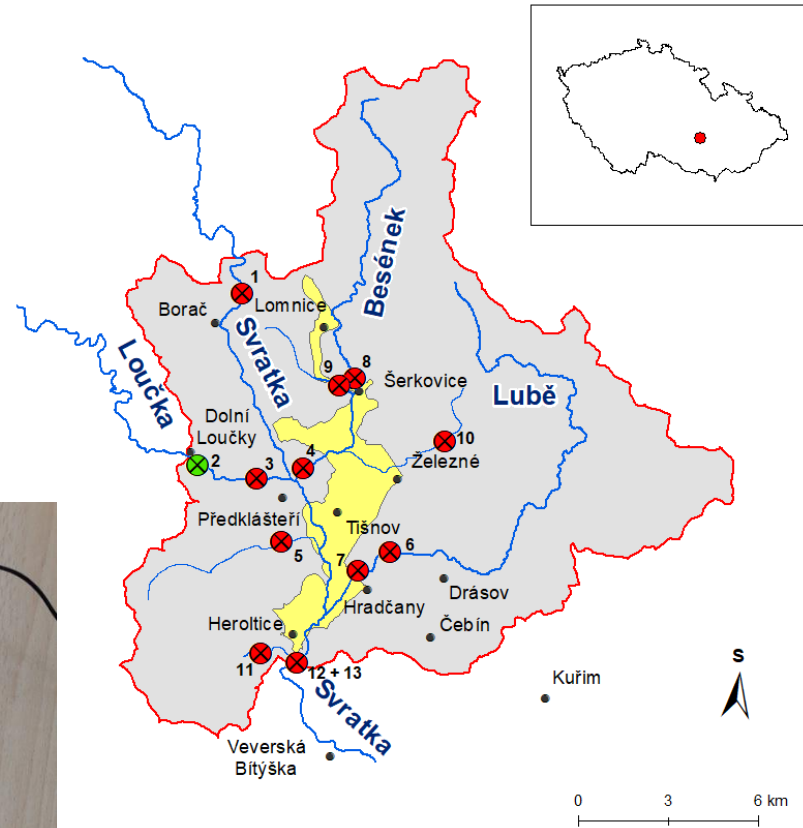 1
Lomnice
Borač
Besének
Svratka
Loučka
8
9
Šerkovice
Lubě
Dolní
Loučky
10
2
3
4
Železné
Předklášteří
Tišnov
5
6
7
Drásov
Hradčany
Heroltice
Čebín
11
12 + 13
Svratka
Kuřim
S
Veverská
Bítýška
0 3 6 km